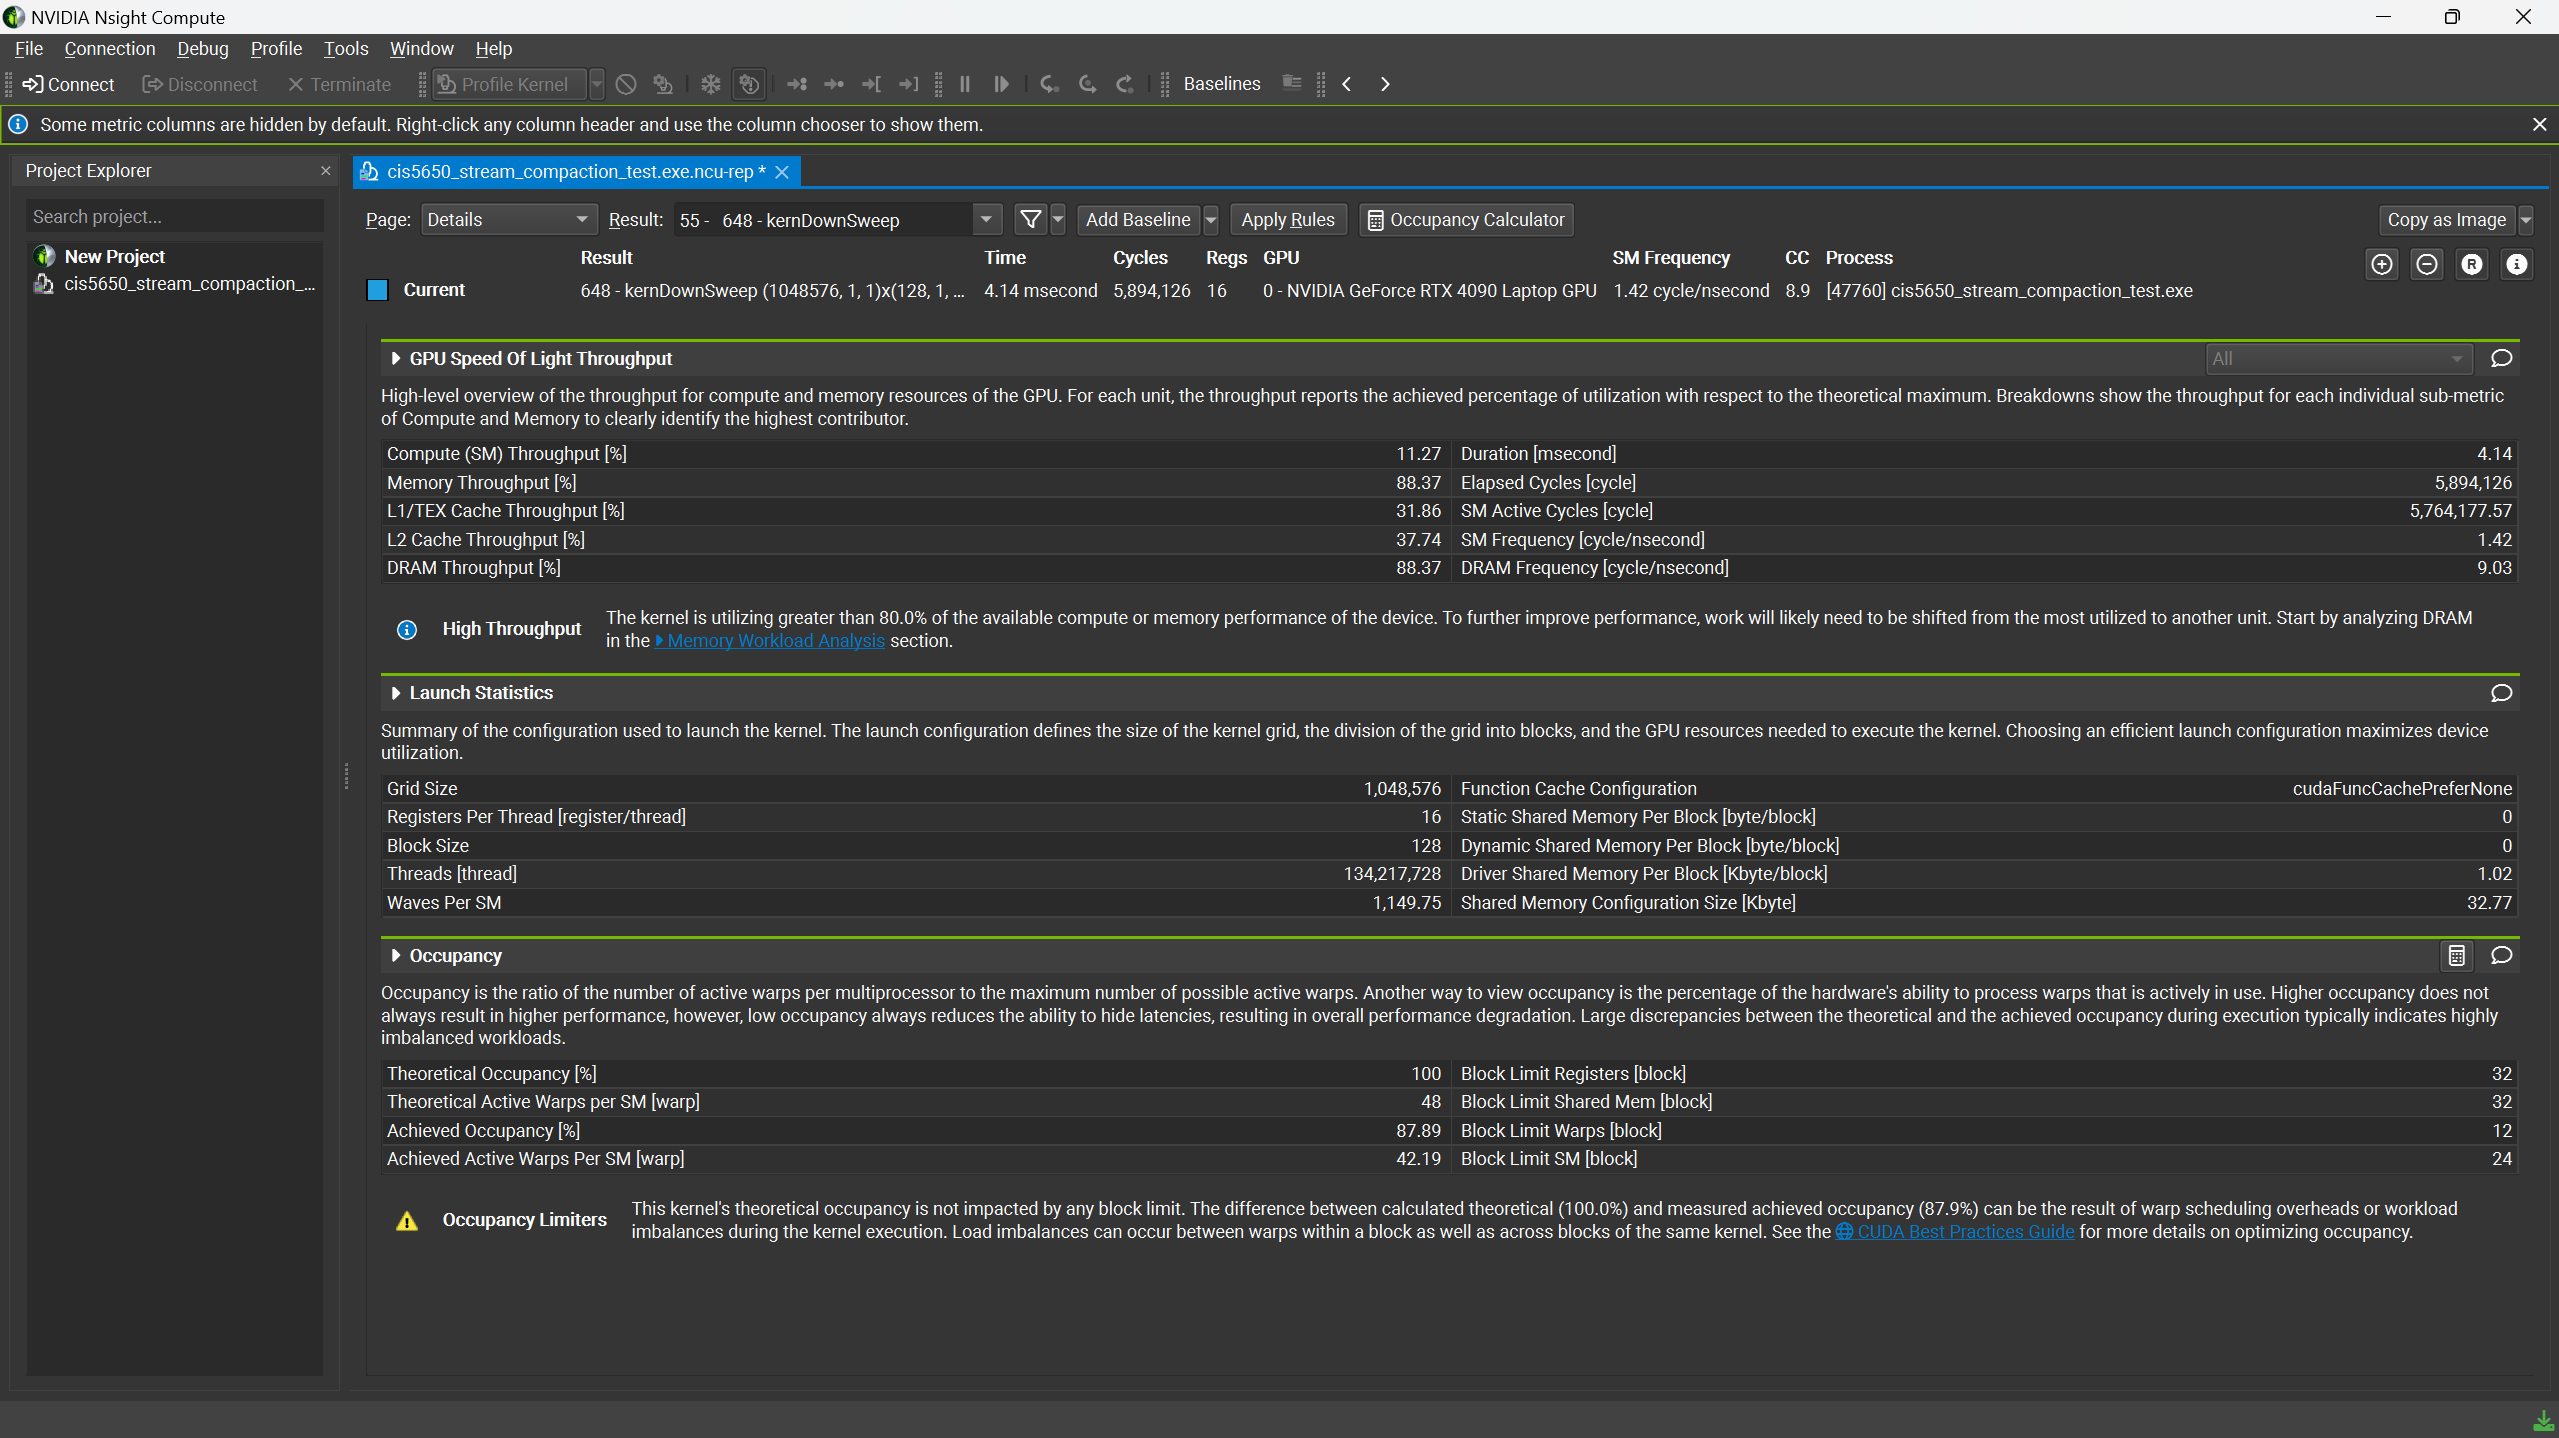 NVIDIA Nsight Compute
File Connection Debug Profile Tools Window Help
Connect Disconnect Terminate Profile Kernel Baselines
Some metric columns are hidden by default. Right-click any column header and use the column chooser to show them.
Project Explorer
cis5650_stream_compaction_test.exe.ncu-rep *
Search project...
New Project
cis5650_stream_compaction_...
Page: Details Result: 55 - 648 - kernDownSweep Add Baseline Apply Rules Occupancy Calculator Copy as Image
Result Time Cycles Regs GPU SM Frequency CC Process
Current 648 - kernDownSweep (1048576, 1, 1)x(128, 1, ... 4.14 msecond 5,894,126 16 0 - NVIDIA GeForce RTX 4090 Laptop GPU 1.42 cycle/nsecond 8.9 [47760] cis5650_stream_compaction_test.exe
GPU Speed Of Light Throughput All
High-level overview of the throughput for compute and memory resources of the GPU. For each unit, the throughput reports the achieved percentage of utilization with respect to the theoretical maximum. Breakdowns show the throughput for each individual sub-metric
of Compute and Memory to clearly identify the highest contributor.
Compute (SM) Throughput [%] 11.27 Duration [msecond] 4.14
Memory Throughput [%] 88.37 Elapsed Cycles [cycle] 5,894,126
L1/TEX Cache Throughput [%] 31.86 SM Active Cycles [cycle] 5,764,177.57
L2 Cache Throughput [%] 37.74 SM Frequency [cycle/nsecond] 1.42
DRAM Throughput [%] 88.37 DRAM Frequency [cycle/nsecond] 9.03
High Throughput
The kernel is utilizing greater than 80.0% of the available compute or memory performance of the device. To further improve performance, work will likely need to be shifted from the most utilized to another unit. Start by analyzing DRAM
in the Memory Workload Analysis section.
Launch Statistics
Summary of the configuration used to launch the kernel. The launch configuration defines the size of the kernel grid, the division of the grid into blocks, and the GPU resources needed to execute the kernel. Choosing an efficient launch configuration maximizes device
utilization.
Grid Size 1,048,576 Function Cache Configuration cudaFuncCachePreferNone
Registers Per Thread [register/thread] 16 Static Shared Memory Per Block [byte/block] 0
Block Size 128 Dynamic Shared Memory Per Block [byte/block] 0
Threads [thread] 134,217,728 Driver Shared Memory Per Block [Kbyte/block] 1.02
Waves Per SM 1,149.75 Shared Memory Configuration Size [Kbyte] 32.77
Occupancy
Occupancy is the ratio of the number of active warps per multiprocessor to the maximum number of possible active warps. Another way to view occupancy is the percentage of the hardware's ability to process warps that is actively in use. Higher occupancy does not
always result in higher performance, however, low occupancy always reduces the ability to hide latencies, resulting in overall performance degradation. Large discrepancies between the theoretical and the achieved occupancy during execution typically indicates highly
imbalanced workloads.
Theoretical Occupancy [%] 100 Block Limit Registers [block] 32
Theoretical Active Warps per SM [warp] 48 Block Limit Shared Mem [block] 32
Achieved Occupancy [%] 87.89 Block Limit Warps [block] 12
Achieved Active Warps Per SM [warp] 42.19 Block Limit SM [block] 24
Occupancy Limiters
This kernel's theoretical occupancy is not impacted by any block limit. The difference between calculated theoretical (100.0%) and measured achieved occupancy (87.9%) can be the result of warp scheduling overheads or workload
imbalances during the kernel execution. Load imbalances can occur between warps within a block as well as across blocks of the same kernel. See the CUDA Best Practices Guide for more details on optimizing occupancy.